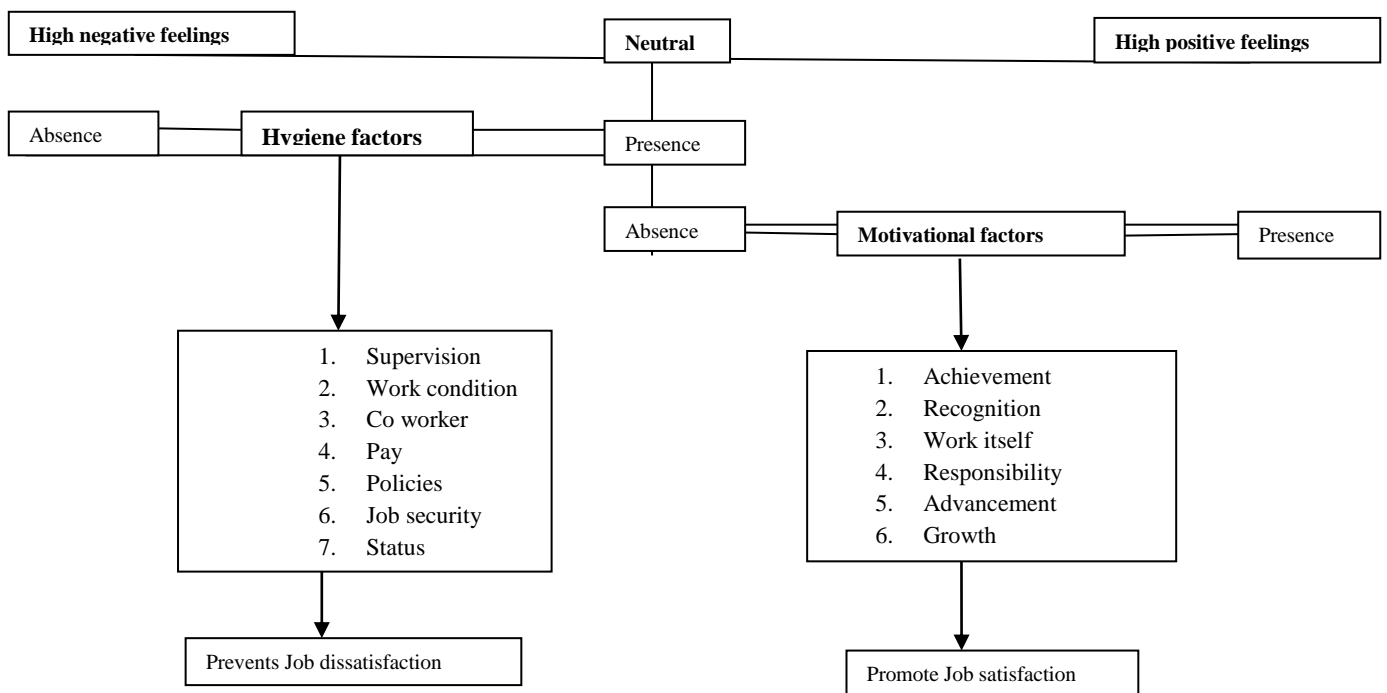 High negative feelings
Neutral
High positive feelings
Absence
Hygiene factors
Presence
Absence
Motivational factors
Presence
1. Supervision
2. Work condition
3. Co worker
4. Pay
5. Policies
6. Job security
7. Status
1. Achievement
2. Recognition
3. Work itself
4. Responsibility
5. Advancement
6. Growth
Prevents Job dissatisfaction
Promote Job satisfaction